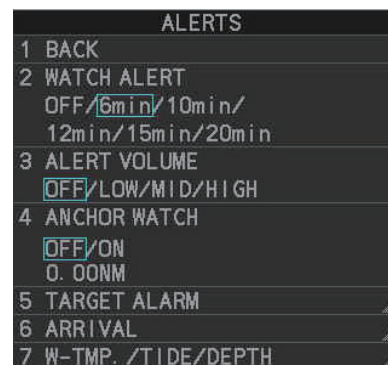 ALERTS
1 BACK
2 WATCH ALERT
OFF/6min/10min/
12min/15min/20min
3 ALERT VOLUME
OFF/LOW/MID/HIGH
4 ANCHOR WATCH
OFF/ON
0.00NM
5 TARGET ALARM
6 ARRIVAL
7 W-TMP./TIDE/DEPTH